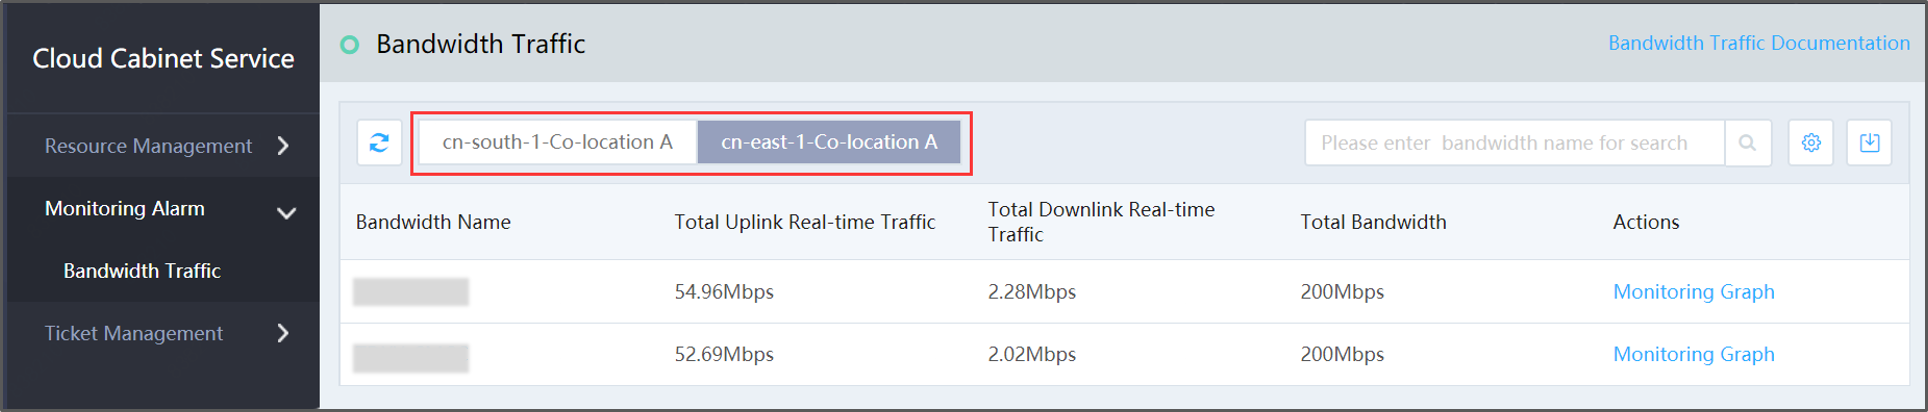 Cloud Cabinet Service
Resource Management
Monitoring Alarm
Bandwidth Traffic
Ticket Management
Bandwidth Traffic
Bandwidth Traffic Documentation
cn-south-1-Co-location A
cn-east-1-Co-location A
Please enter  bandwidth name for search
Bandwidth Name
Total Uplink Real-time Traffic
Total Downlink Real-time
Traffic
Total Bandwidth
Actions
54.96Mbps
2.28Mbps
200Mbps
Monitoring Graph
52.69Mbps
2.02Mbps
200Mbps
Monitoring Graph